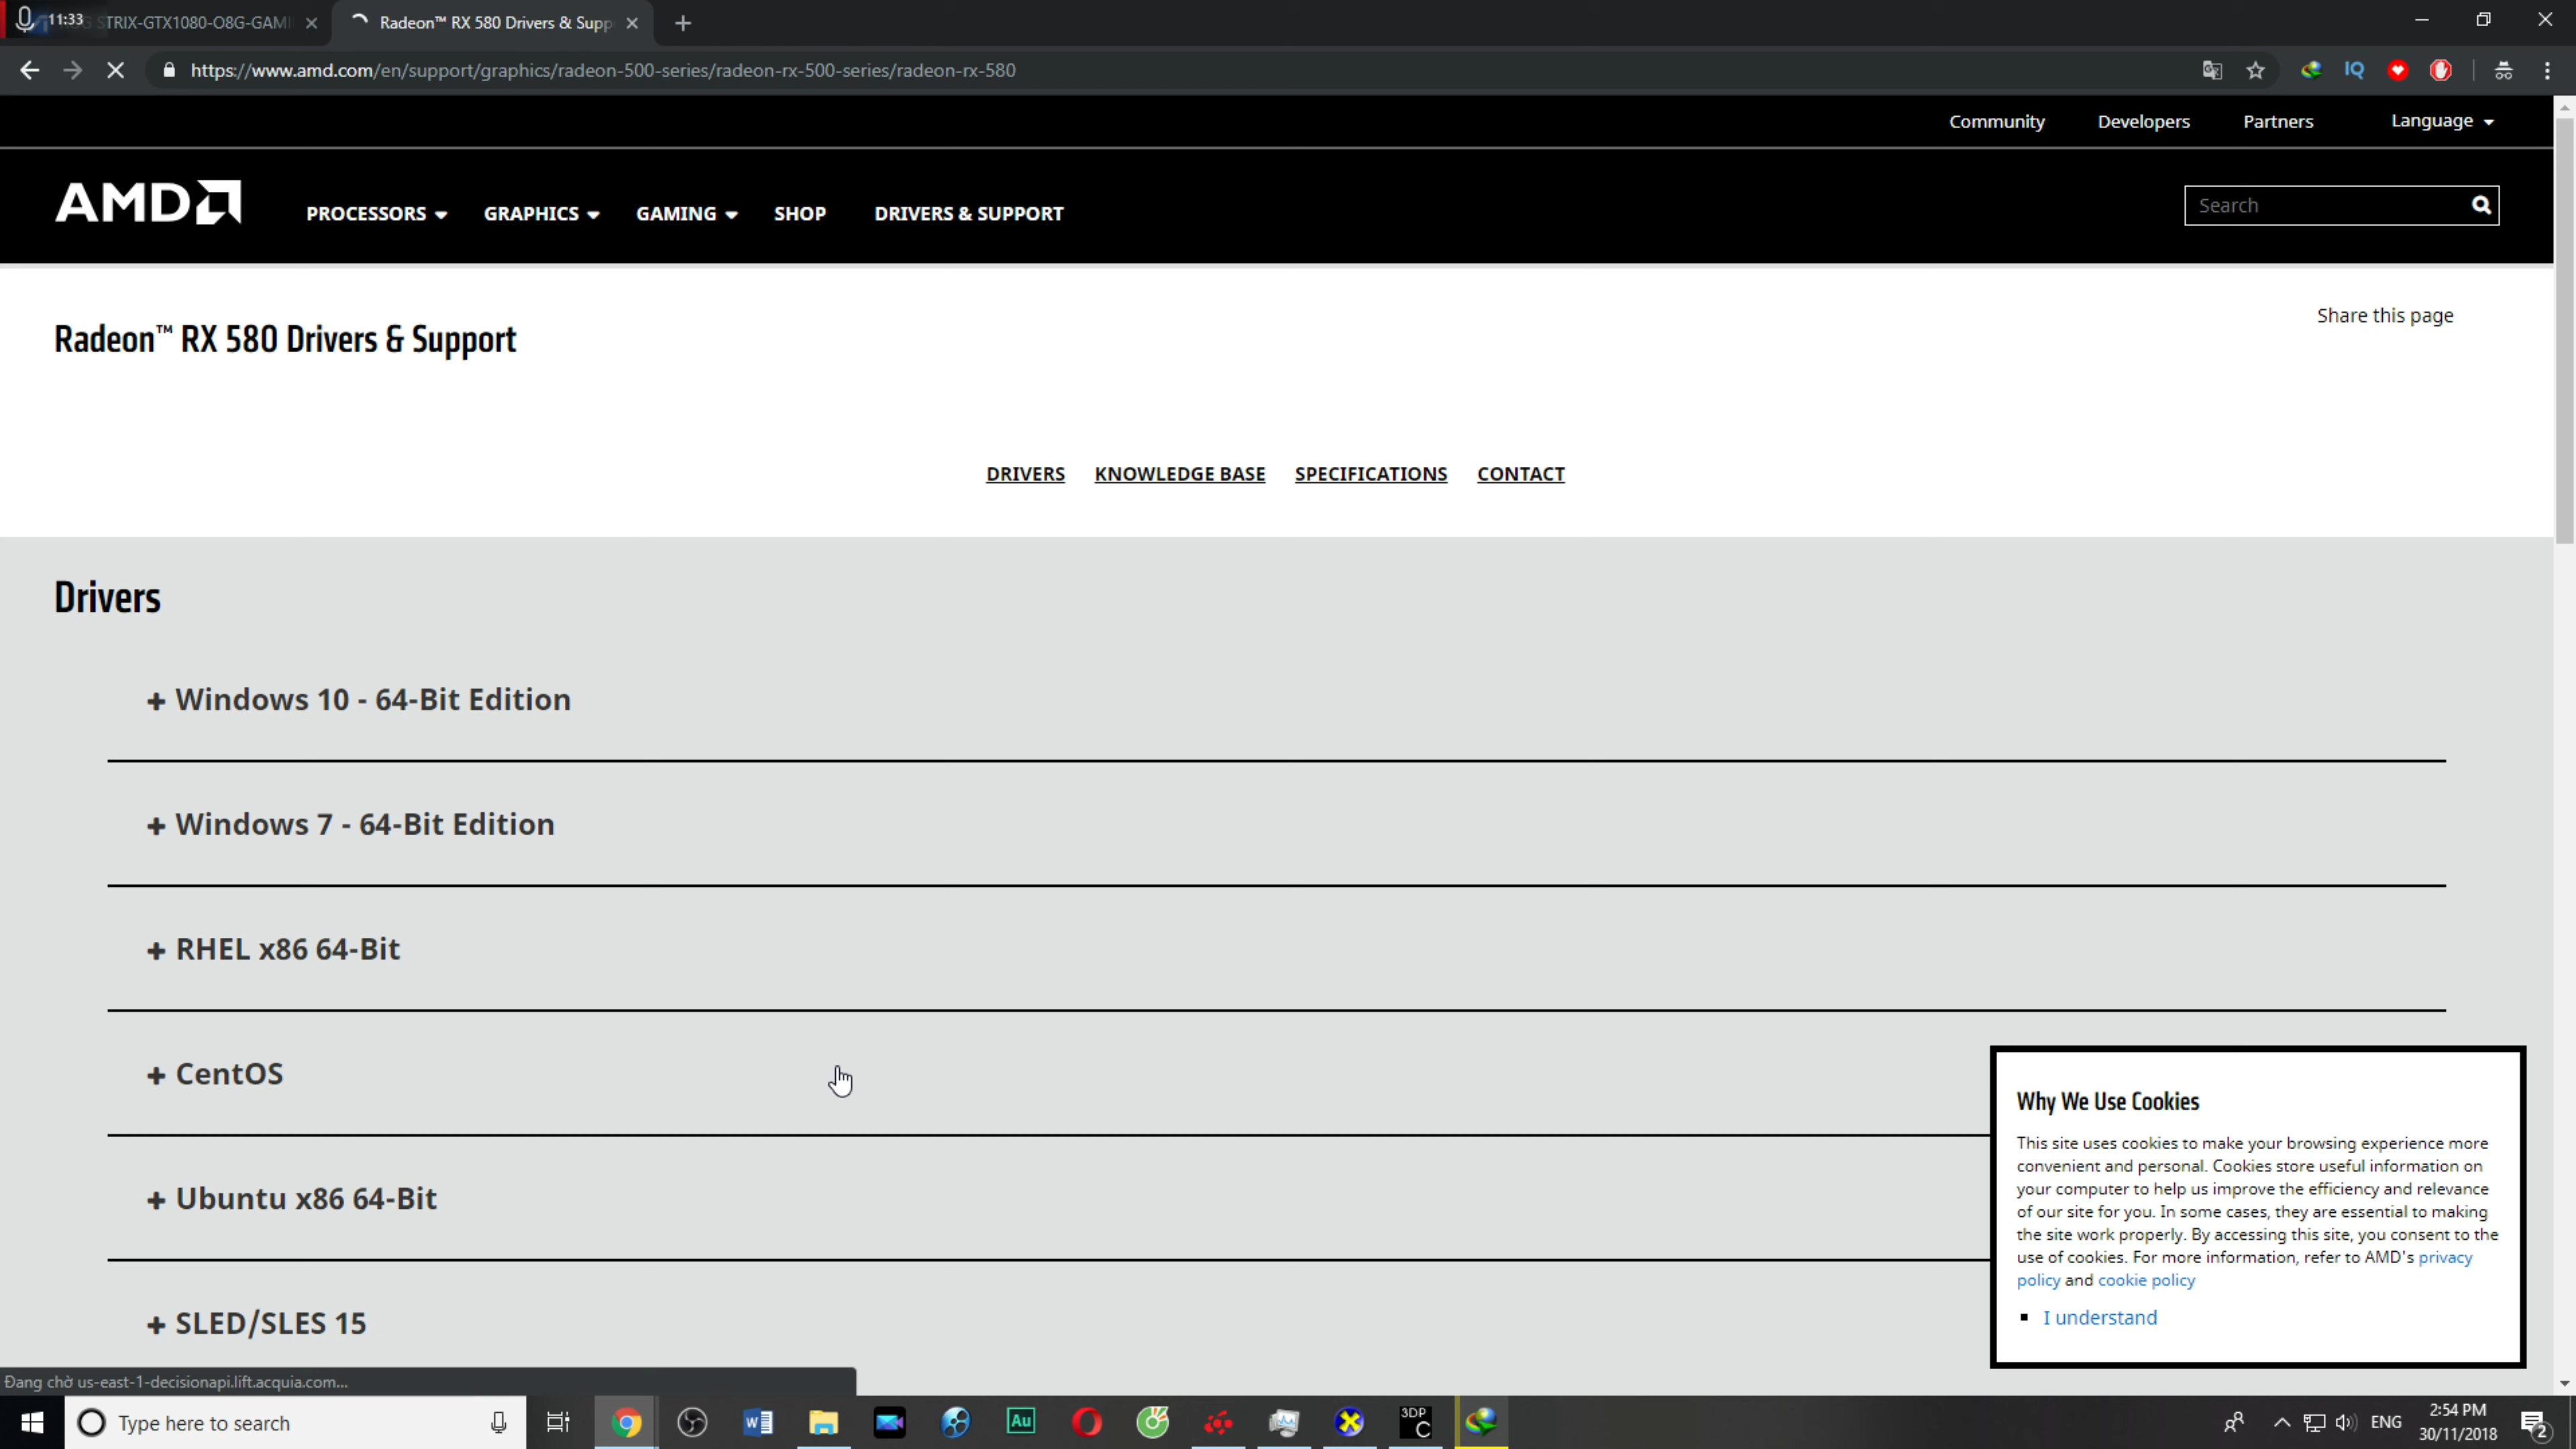 11:33
STRIX-GTX1080-O8G-GAMI
Radeon™ RX 580 Drivers & Supp
https://www.amd.com/en/support/graphics/radeon-500-series/radeon-rx-500-series/radeon-rx-580
IQ
Community Developers Partners Language
AMD
PROCESSORS GRAPHICS GAMING SHOP DRIVERS & SUPPORT
Search
Share this page
Radeon™ RX 580 Drivers & Support
DRIVERS KNOWLEDGE BASE SPECIFICATIONS CONTACT
Drivers
+ Windows 10 - 64-Bit Edition
+ Windows 7 - 64-Bit Edition
+ RHEL x86 64-Bit
+ CentOS
+ Ubuntu x86 64-Bit
+ SLED/SLES 15
Why We Use Cookies
This site uses cookies to make your browsing experience more
convenient and personal. Cookies store useful information on
your computer to help us improve the efficiency and relevance
of our site for you. In some cases, they are essential to making
the site work properly. By accessing this site, you consent to the
use of cookies. For more information, refer to AMD's privacy
policy and cookie policy
I understand
Đang chờ us-east-1-decisionapi.lift.acquia.com...
Type here to search
W
Au
3DP
C
ENG
2:54 PM
30/11/2018
2